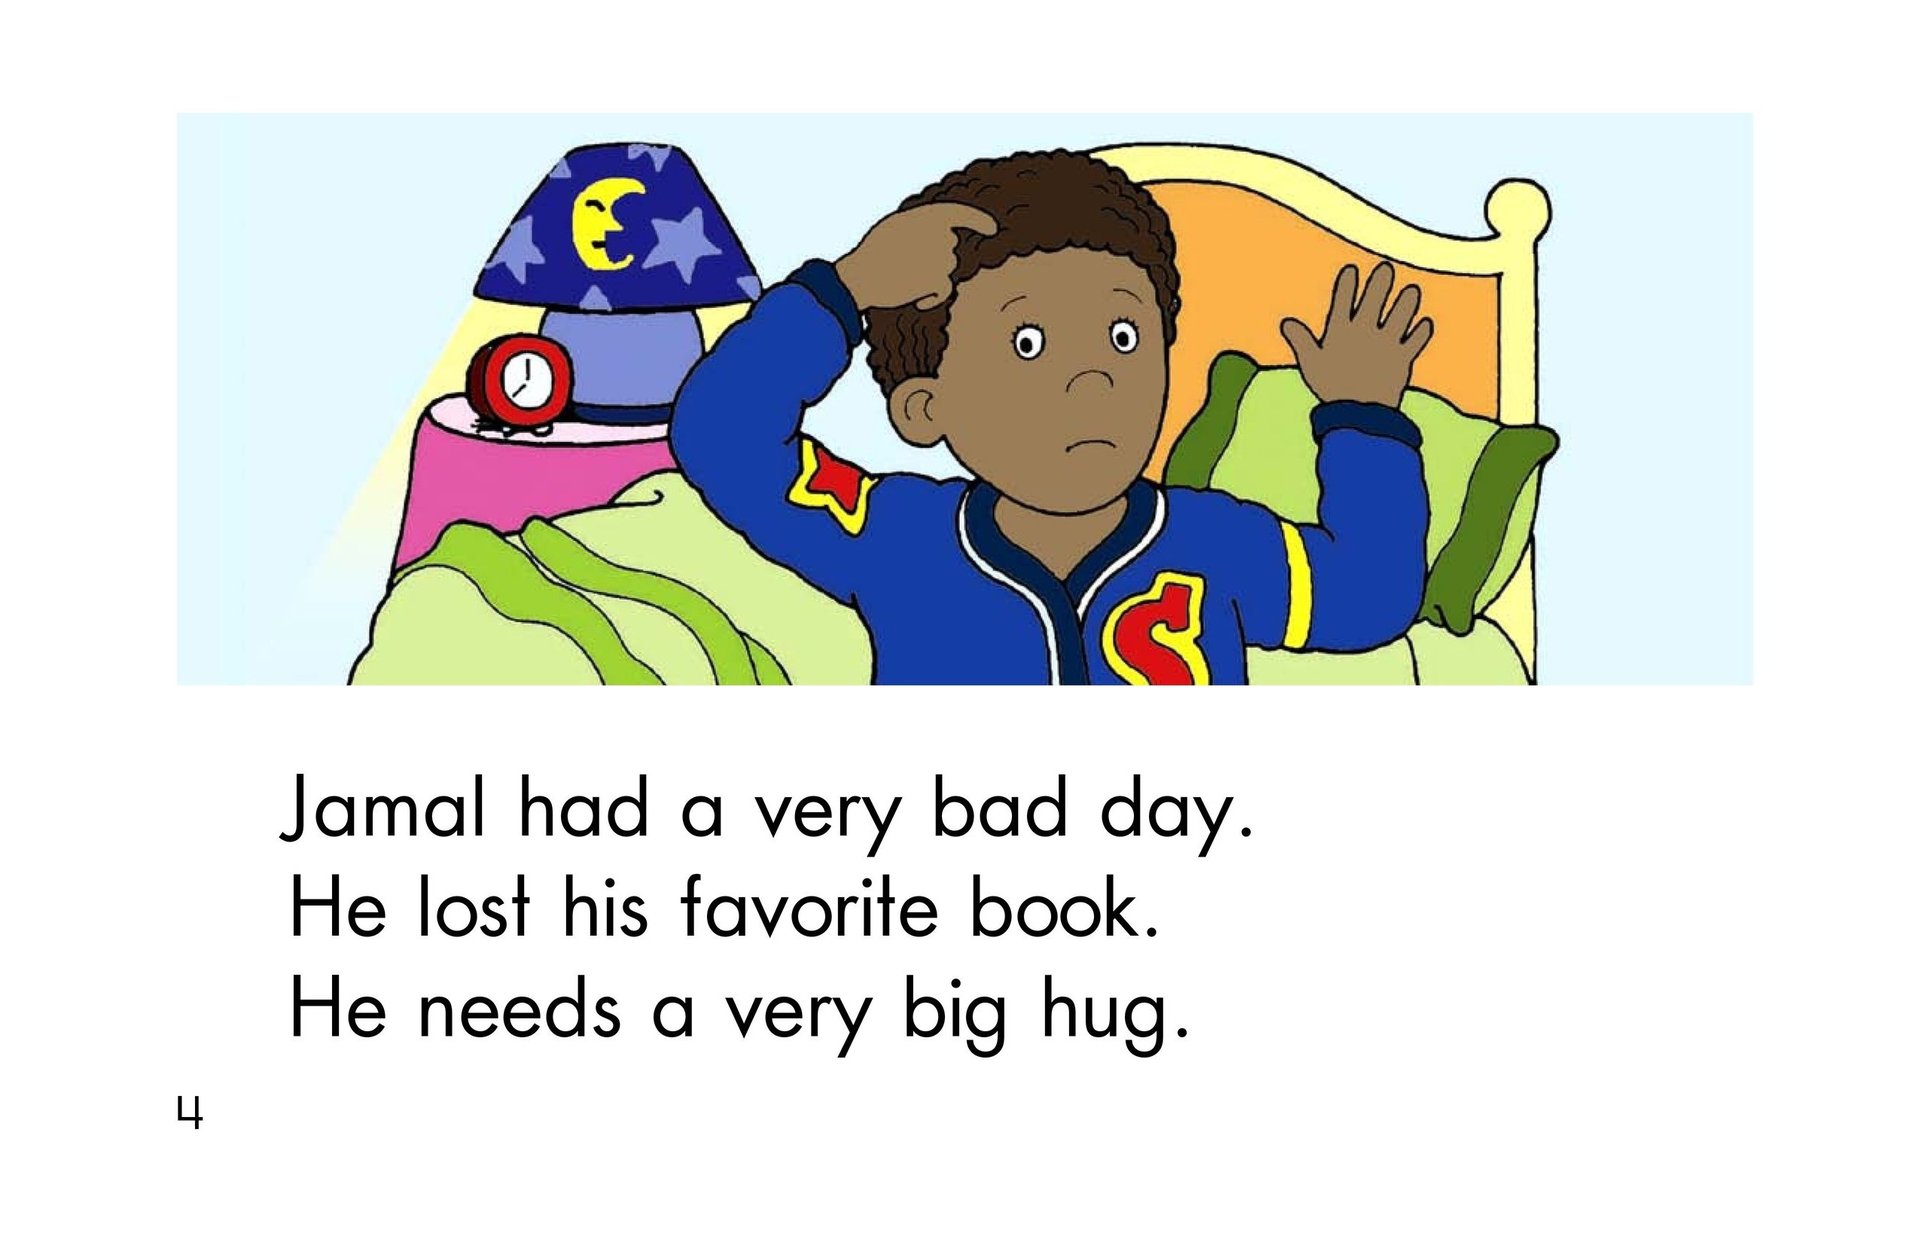 S
Jamal had a very bad day.
He lost his favorite book.
He needs a very big hug.
4